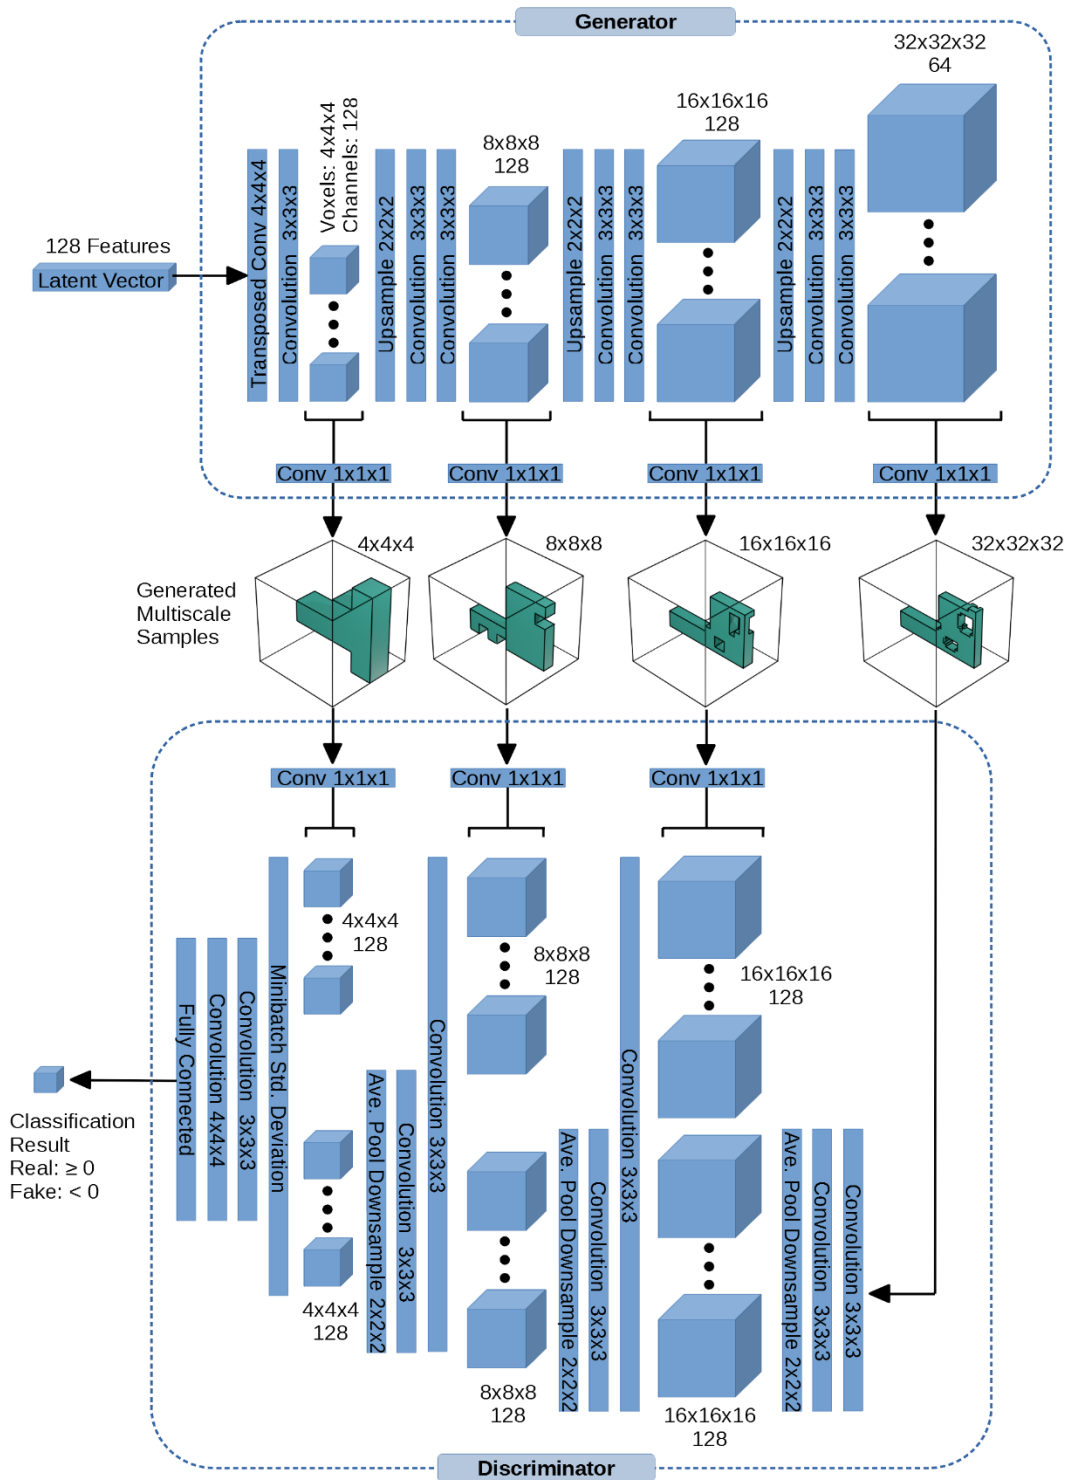 Generator
32x32x32
64
16x16x16
128
8x8x8
128
Voxels: 4x4x4
Channels: 128
128 Features
Latent Vector
Transposed Conv 4x4x4
Convolution 3x3x3
Upsample 2x2x2
Convolution 3x3x3
Convolution 3x3x3
Upsample 2x2x2
Convolution 3x3x3
Convolution 3x3x3
Upsample 2x2x2
Convolution 3x3x3
Convolution 3x3x3
Conv 1x1x1
Conv 1x1x1
Conv 1x1x1
Conv 1x1x1
4x4x4
8x8x8
16x16x16
32x32x32
Generated
Multiscale
Samples
Conv 1x1x1
Conv 1x1x1
Conv 1x1x1
4x4x4
128
8x8x8
128
16x16x16
128
Fully Connected
Convolution 4x4x4
Convolution 3x3x3
Minibatch Std. Deviation
Ave. Pool Downsample 2x2x2
Convolution 3x3x3
Convolution 3x3x3
Ave. Pool Downsample 2x2x2
Convolution 3x3x3
Convolution 3x3x3
Ave. Pool Downsample 2x2x2
Convolution 3x3x3
Convolution 3x3x3
Classification
Result
Real: ≥ 0
Fake: < 0
4x4x4
128
8x8x8
128
16x16x16
128
Discriminator